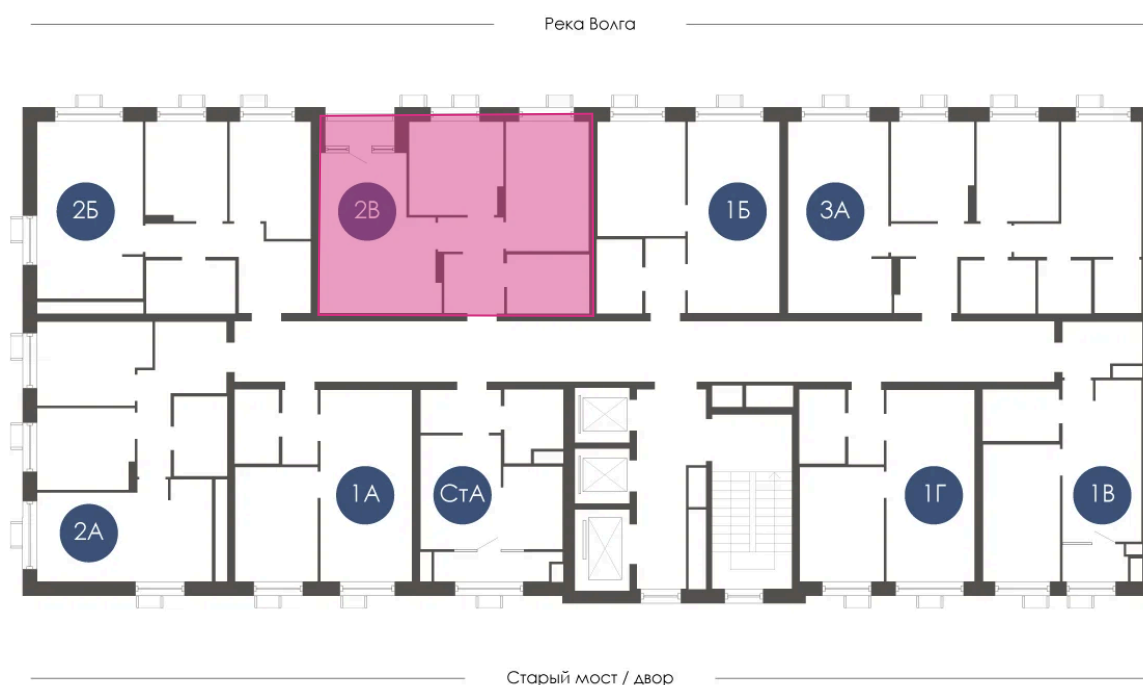 Река Волга
2Б
2В
1Б
3А
2А
1А
СтА
1Г
1В
Старый мост / двор